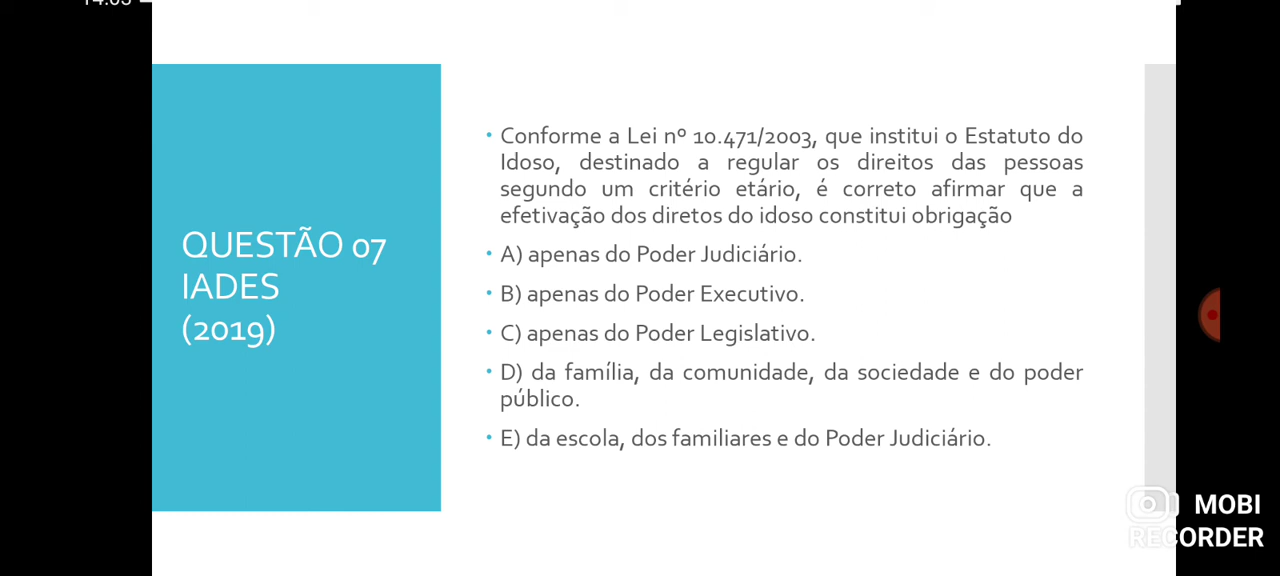 QUESTÃO 07
IADES
(2019)
• Conforme a Lei nº 10.471/2003, que institui o Estatuto do
Idoso, destinado a regular os direitos das pessoas
segundo um critério etário, é correto afirmar que a
efetivação dos diretos do idoso constitui obrigação
• A) apenas do Poder Judiciário.
• B) apenas do Poder Executivo.
• C) apenas do Poder Legislativo.
• D) da família, da comunidade, da sociedade e do poder
público.
• E) da escola, dos familiares e do Poder Judiciário.
MOBI
RECORDER